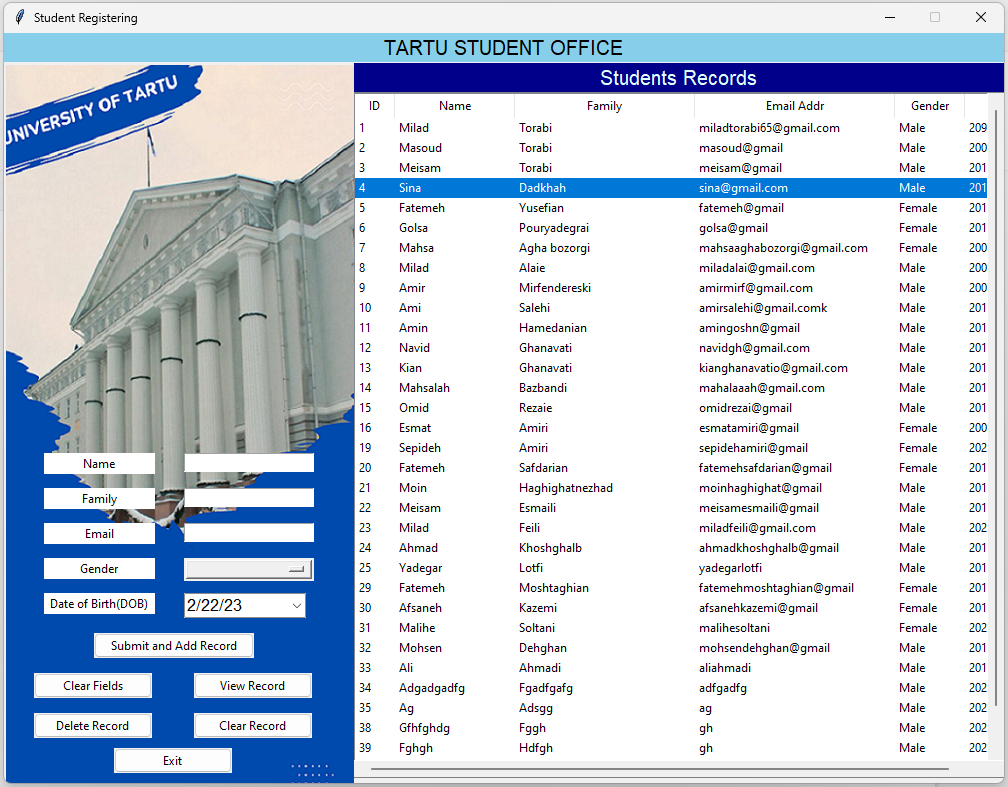 Student Registering
TARTU STUDENT OFFICE
UNIVERSITY OF TARTU
Name
Family
Email
Gender
Date of Birth(DOB) 2/22/23
Submit and Add Record
Clear Fields View Record
Delete Record Clear Record
Exit
Students Records
ID Name Family Email Addr Gender
1 Milad Torabi miladtorabi65@gmail.com Male 209
2 Masoud Torabi masoud@gmail Male 200
3 Meisam Torabi meisam@gmail Male 201
4 Sina Dadkhah sina@gmail.com Male 201
5 Fatemeh Yusefian fatemeh@gmail Female 201
6 Golsa Pouryadegrai golsa@gmail Female 200
7 Mahsa Agha bozorgi mahsaaghabozorgi@gmail.com Female 200
8 Milad Alaie miladalai@gmail.com Male 200
9 Amir Mirfendereski amirmirf@gmail.com Male 200
10 Ami Salehi amirsalehi@gmail.comk Male 201
11 Amin Hamedanian amingoshn@gmail Male 201
12 Navid Ghanavati navidgh@gmail.com Male 201
13 Kian Ghanavati kianghanavatio@gmail.com Male 201
14 Mahsalah Bazbandi mahalaaah@gmail.com Male 201
15 Omid Rezaie omidrezai@gmail Male 201
16 Esmat Amiri esmatamiri@gmail Female 200
19 Sepideh Amiri sepidehamiri@gmail Female 202
20 Fatemeh Safdarian fatemehsafdarian@gmail Female 201
21 Moin Haghighatnezhad moinhaghighat@gmail Male 201
22 Meisam Esmaili meisamesmaili@gmail Male 201
23 Milad Feili miladfeili@gmail.com Male 202
24 Ahmad Khoshghalb ahmadkhoshghalb@gmail Male 201
25 Yadegar Lotfi yadegarlotfi Male 201
29 Fatemeh Moshtaghian fatemehmoshtaghian@gmail Female 201
30 Afsaneh Kazemi afsanehkazemi@gmail Female 201
31 Malihe Soltani malihesoltani Female 202
32 Mohsen Dehghan mohsendehghan@gmail Male 201
33 Ali Ahmadi aliahmadi Male 201
34 Adgadgadfg Fgadfgafg adfgadfg Male 202
35 Ag Adsgg ag Male 202
38 Gfhfghdg Fggh gh Male 202
39 Fghgh Hdfgh gh Male 202